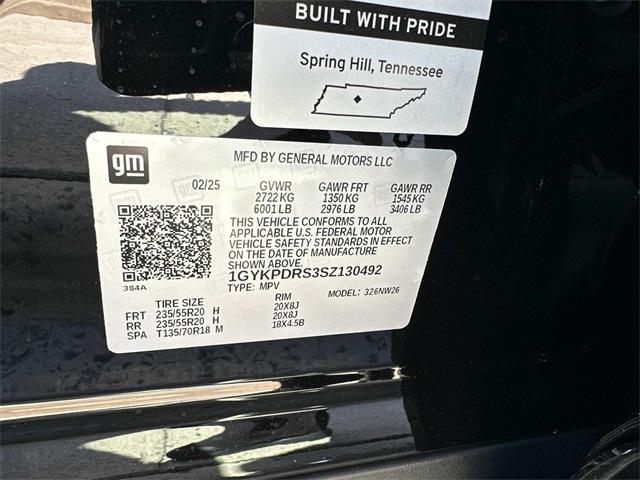 BUILT WITH PRIDE
Spring Hill, Tennessee
gm
MFD BY GENERAL MOTORS LLC
02/25 GVWR GAWR FRT GAWR RR
2722 KG 1350 KG 1545 KG
6001 LB 2976 LB 3406 LB
THIS VEHICLE CONFORMS TO ALL
APPLICABLE U.S. FEDERAL MOTOR
VEHICLE SAFETY STANDARDS IN EFFECT
ON THE DATE OF MANUFACTURE
SHOWN ABOVE.
1GYKPDRS3SZ130492
384A
TYPE: MPV MODEL: 326NW26
TIRE SIZE RIM
FRT 235/55R20 H 20X8J
RR 235/55R20 H 20X8J
SPA T135/70R18 M 18X4.5B